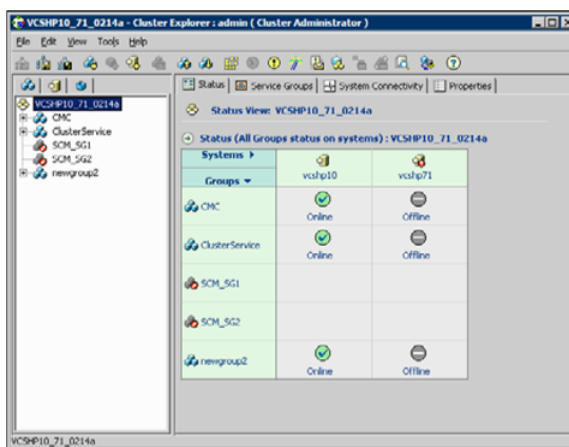 VCSHP10_71_0214a - Cluster Explorer : admin ( Cluster Administrator )
File Edit View Tools Help
Status Service Groups System Connectivity Properties
VCSHP10_71_0214a
CMC
ClusterService
SCM_SG1
SCM_SG2
newgroup2
Status View: VCSHP10_71_0214a
Status (All Groups status on systems) : VCSHP10_71_0214a
Systems
Groups
vcshp10 vcshp71
CMC Online Offline
ClusterService Online Offline
SCM_SG1
SCM_SG2
newgroup2 Online Offline
VCSHP10_71_0214a